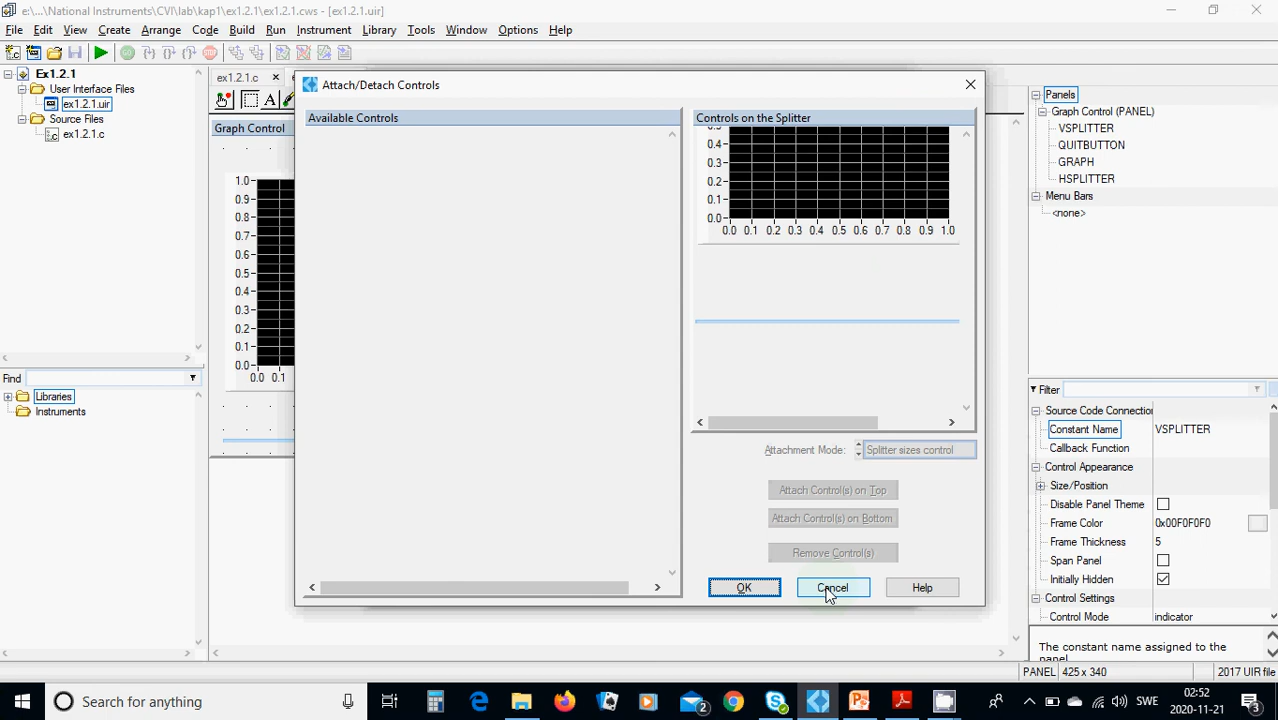 e:\...\National Instruments\CVI\lab\kap1\ex1.2.1\ex1.2.1.cws - [ex1.2.1.uir]
File Edit View Create Arrange Code Build Run Instrument Library Tools Window Options Help
Ex1.2.1
User Interface Files
ex1.2.1.uir
Source Files
ex1.2.1.c
Find
Libraries
Instruments
ex1.2.1.c
Graph Control
1.0
0.9
0.8
0.7
0.6
0.5
0.4
0.3
0.2
0.1
0.0
0.0 0.1
Attach/Detach Controls
Available Controls
Controls on the Splitter
0.4
0.3
0.2
0.1
0.0
0.0 0.1 0.2 0.3 0.4 0.5 0.6 0.7 0.8 0.9 1.0
Attachment Mode: Splitter sizes control
Attach Control(s) on Top
Attach Control(s) on Bottom
Remove Control(s)
OK Cancel Help
Panels
Graph Control (PANEL)
VSPLITTER
QUITBUTTON
GRAPH
HSPLITTER
Menu Bars
<none>
Filter
Source Code Connection
Constant Name VSPLITTER
Callback Function
Control Appearance
Size/Position
Disable Panel Theme
Frame Color 0x00F0F0F0
Frame Thickness 5
Span Panel
Initially Hidden
Control Settings
Control Mode indicator
The constant name assigned to the
panel
PANEL 425 x 340 2017 UIR file
Search for anything
2
SWE
02:52
2020-11-21
3